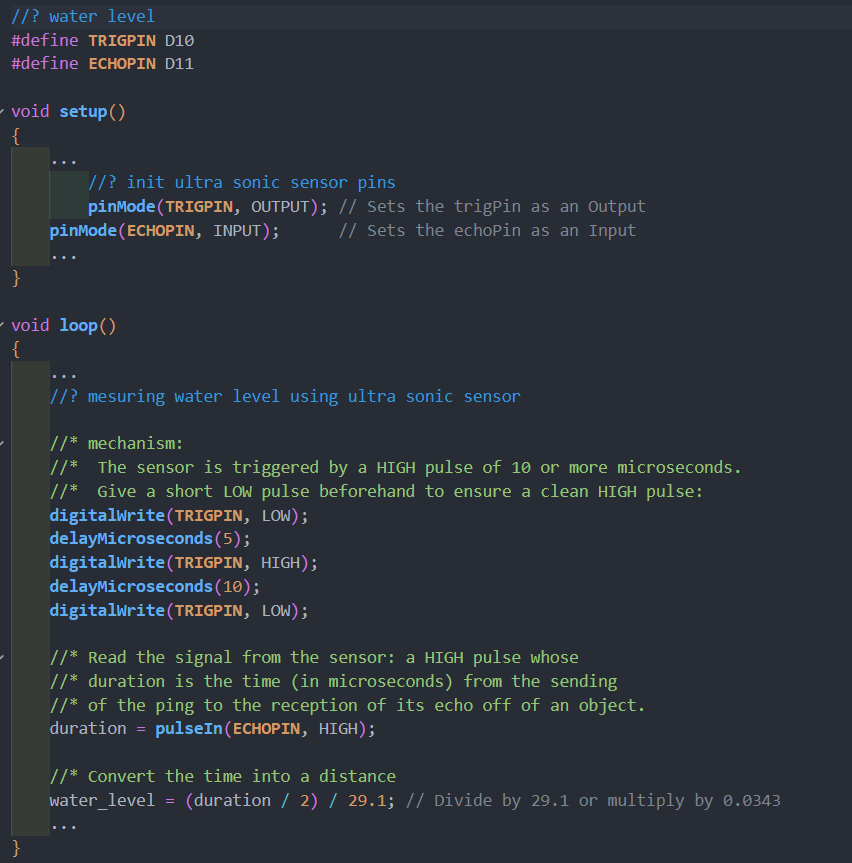 //? water level
#define TRIGPIN D10
#define ECHOPIN D11
void setup()
{
...
//? init ultra sonic sensor pins
pinMode(TRIGPIN, OUTPUT); // Sets the trigPin as an Output
pinMode(ECHOPIN, INPUT);      // Sets the echoPin as an Input
...
}
void loop()
{
...
//? mesuring water level using ultra sonic sensor
//* mechanism:
//*  The sensor is triggered by a HIGH pulse of 10 or more microseconds.
//*  Give a short LOW pulse beforehand to ensure a clean HIGH pulse:
digitalWrite(TRIGPIN, LOW);
delayMicroseconds(5);
digitalWrite(TRIGPIN, HIGH);
delayMicroseconds(10);
digitalWrite(TRIGPIN, LOW);
//* Read the signal from the sensor: a HIGH pulse whose
//* duration is the time (in microseconds) from the sending
//* of the ping to the reception of its echo off of an object.
duration = pulseIn(ECHOPIN, HIGH);
//* Convert the time into a distance
water_level = (duration / 2) / 29.1; // Divide by 29.1 or multiply by 0.0343
...
}